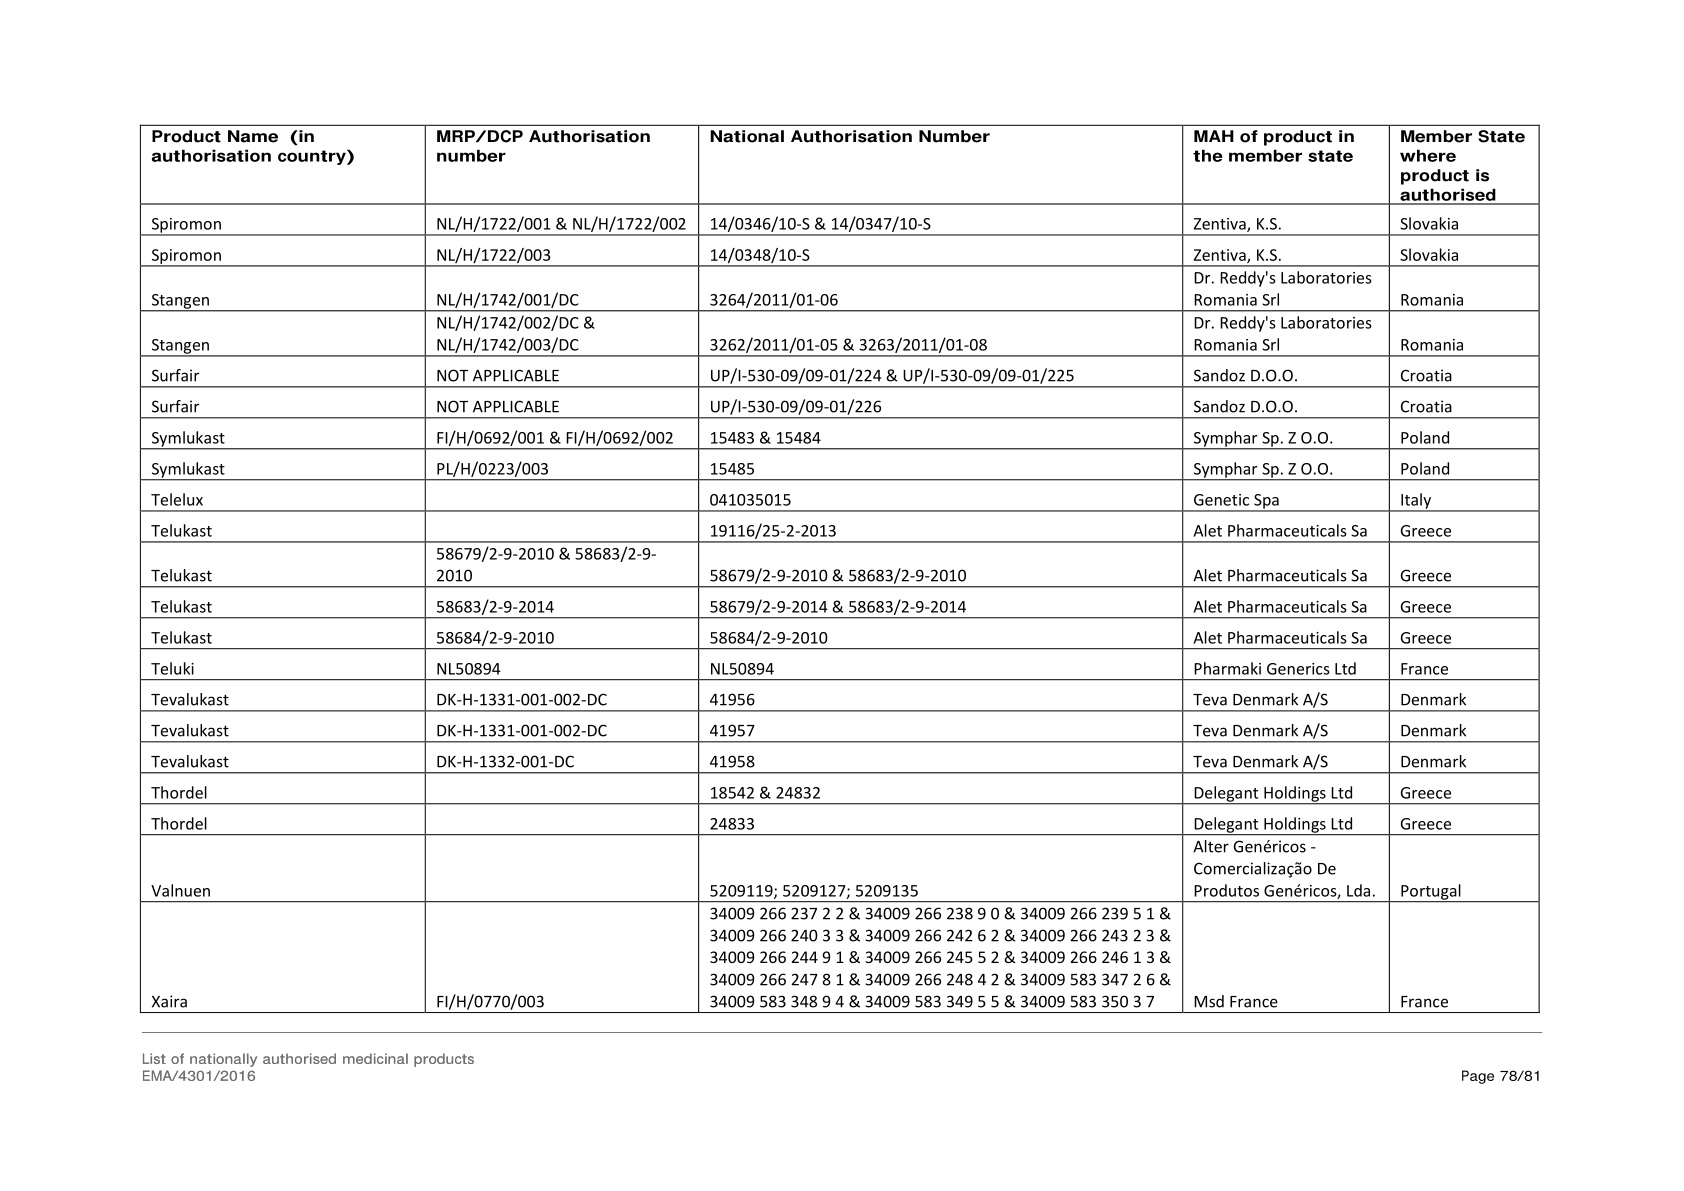 Product Name  (in authorisation country) MRP/DCP Authorisation number National Authorisation Number MAH of product in the member state Member State where product is authorised
Spiromon NL/H/1722/001 & NL/H/1722/002 14/0346/10-S & 14/0347/10-S Zentiva, K.S. Slovakia
Spiromon NL/H/1722/003 14/0348/10-S Zentiva, K.S. Slovakia
Stangen NL/H/1742/001/DC 3264/2011/01-06 Dr. Reddy's Laboratories Romania Srl Romania
Stangen NL/H/1742/002/DC & NL/H/1742/003/DC 3262/2011/01-05 & 3263/2011/01-08 Dr. Reddy's Laboratories Romania Srl Romania
Surfair NOT APPLICABLE UP/I-530-09/09-01/224 & UP/I-530-09/09-01/225 Sandoz D.O.O. Croatia
Surfair NOT APPLICABLE UP/I-530-09/09-01/226 Sandoz D.O.O. Croatia
Symlukast FI/H/0692/001 & FI/H/0692/002 15483 & 15484 Symphar Sp. Z O.O. Poland
Symlukast PL/H/0223/003 15485 Symphar Sp. Z O.O. Poland
Telelux 041035015 Genetic Spa Italy
Telukast 19116/25-2-2013 Alet Pharmaceuticals Sa Greece
Telukast 58679/2-9-2010 & 58683/2-9-2010 58679/2-9-2010 & 58683/2-9-2010 Alet Pharmaceuticals Sa Greece
Telukast 58683/2-9-2014 58679/2-9-2014 & 58683/2-9-2014 Alet Pharmaceuticals Sa Greece
Telukast 58684/2-9-2010 58684/2-9-2010 Alet Pharmaceuticals Sa Greece
Teluki NL50894 NL50894 Pharmaki Generics Ltd France
Tevalukast DK-H-1331-001-002-DC 41956 Teva Denmark A/S Denmark
Tevalukast DK-H-1331-001-002-DC 41957 Teva Denmark A/S Denmark
Tevalukast DK-H-1332-001-DC 41958 Teva Denmark A/S Denmark
Thordel 18542 & 24832 Delegant Holdings Ltd Greece
Thordel 24833 Delegant Holdings Ltd Greece
Valnuen 5209119; 5209127; 5209135 Alter Genéricos - Comercialização De Produtos Genéricos, Lda. Portugal
Xaira FI/H/0770/003 34009 266 237 2 2 & 34009 266 238 9 0 & 34009 266 239 5 1 &
34009 266 240 3 3 & 34009 266 242 6 2 & 34009 266 243 2 3 &
34009 266 244 9 1 & 34009 266 245 5 2 & 34009 266 246 1 3 &
34009 266 247 8 1 & 34009 266 248 4 2 & 34009 583 347 2 6 &
34009 583 348 9 4 & 34009 583 349 5 5 & 34009 583 350 3 7 Msd France France
List of nationally authorised medicinal products
EMA/4301/2016 Page 78/81